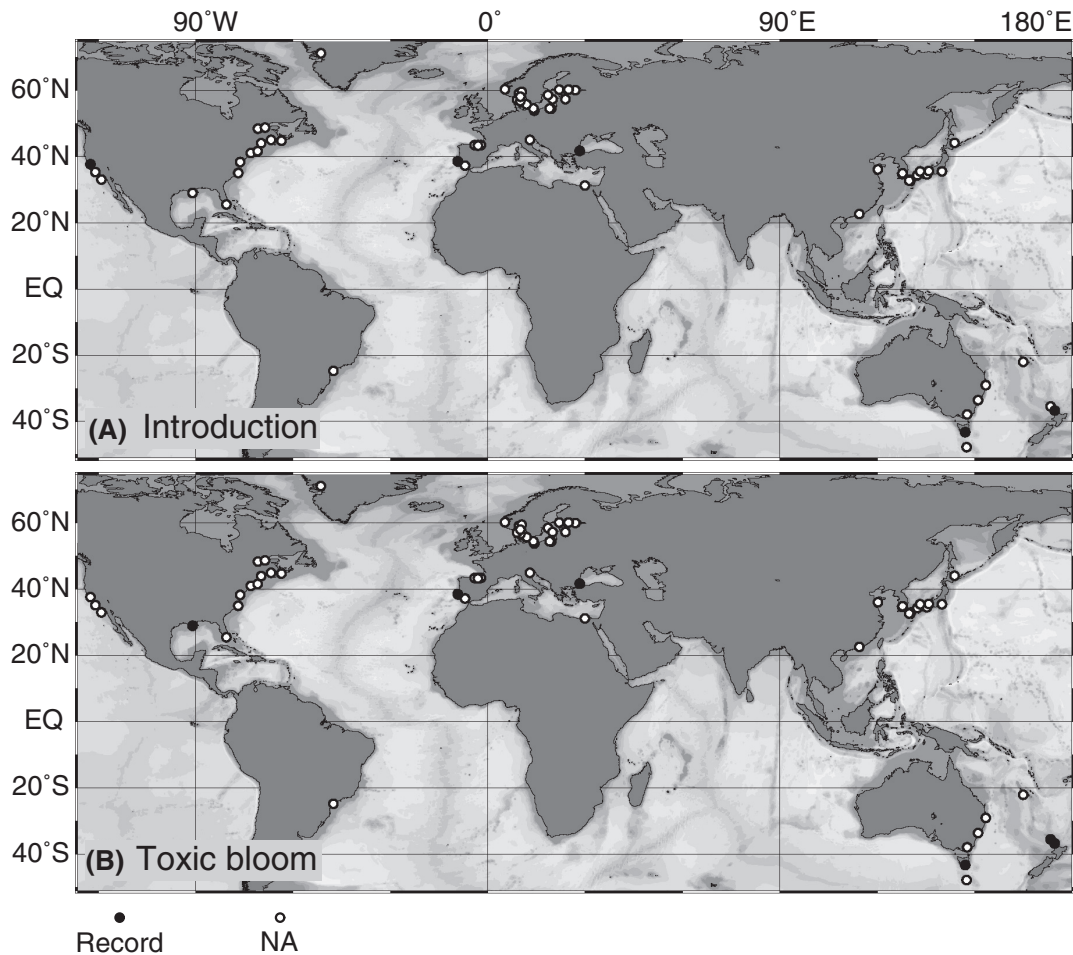 90˚W 0˚ 90˚E 180˚E
60˚N
40˚N
20˚N
EQ
20˚S
40˚S
(A) Introduction
60˚N
40˚N
20˚N
EQ
20˚S
40˚S
(B) Toxic bloom
Record NA